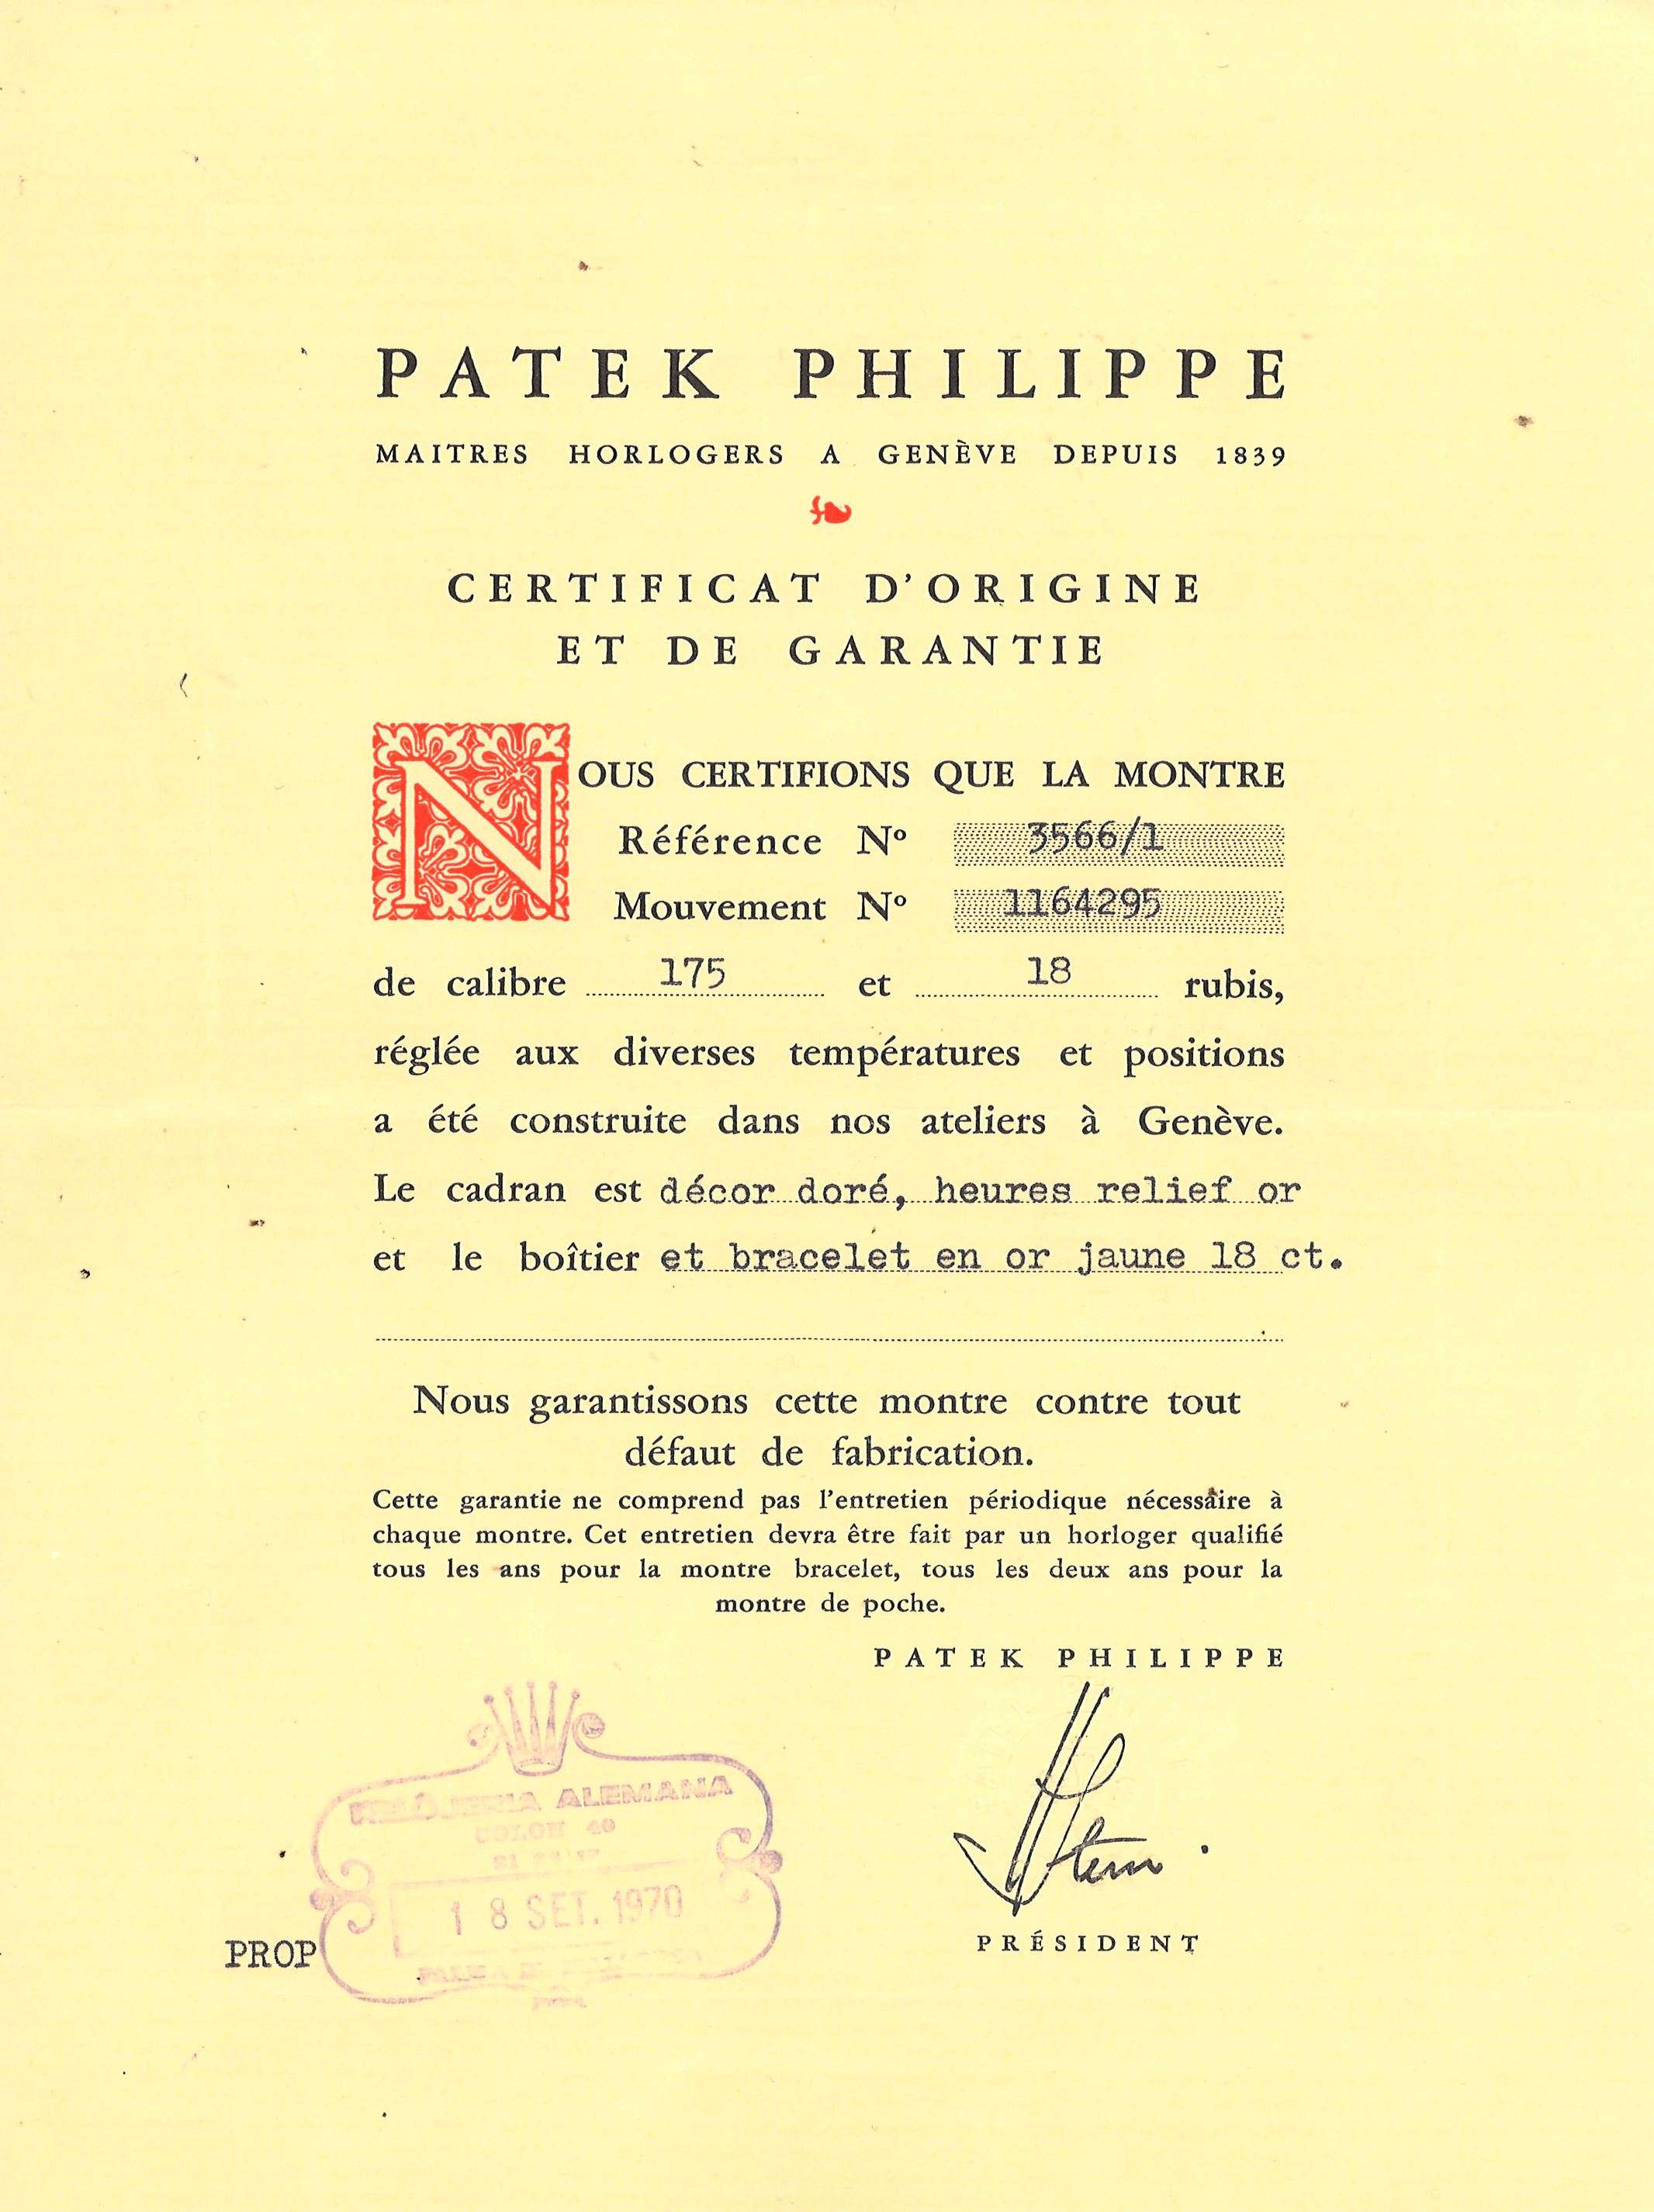 PATEK PHILIPPE
MAITRES HORLOGERS A GENÈVE DEPUIS 1839
CERTIFICAT D'ORIGINE
ET DE GARANTIE
NOUS CERTIFIONS QUE LA MONTRE
Référence Nº 3566/1
Mouvement Nº 1164295
de calibre 175 et 18 rubis,
réglée aux diverses températures et positions
a été construite dans nos ateliers à Genève.
Le cadran est décor doré, heures relief or
et le boîtier et bracelet en or jaune 18 ct.
Nous garantissons cette montre contre tout
défaut de fabrication.
Cette garantie ne comprend pas l'entretien périodique nécessaire à
chaque montre. Cet entretien devra être fait par un horloger qualifié
tous les ans pour la montre bracelet, tous les deux ans pour la
montre de poche.
PATEK PHILIPPE
Stern
PRÉSIDENT
RELOJERIA ALEMANA
COLON 40
18 SET. 1970
PROP